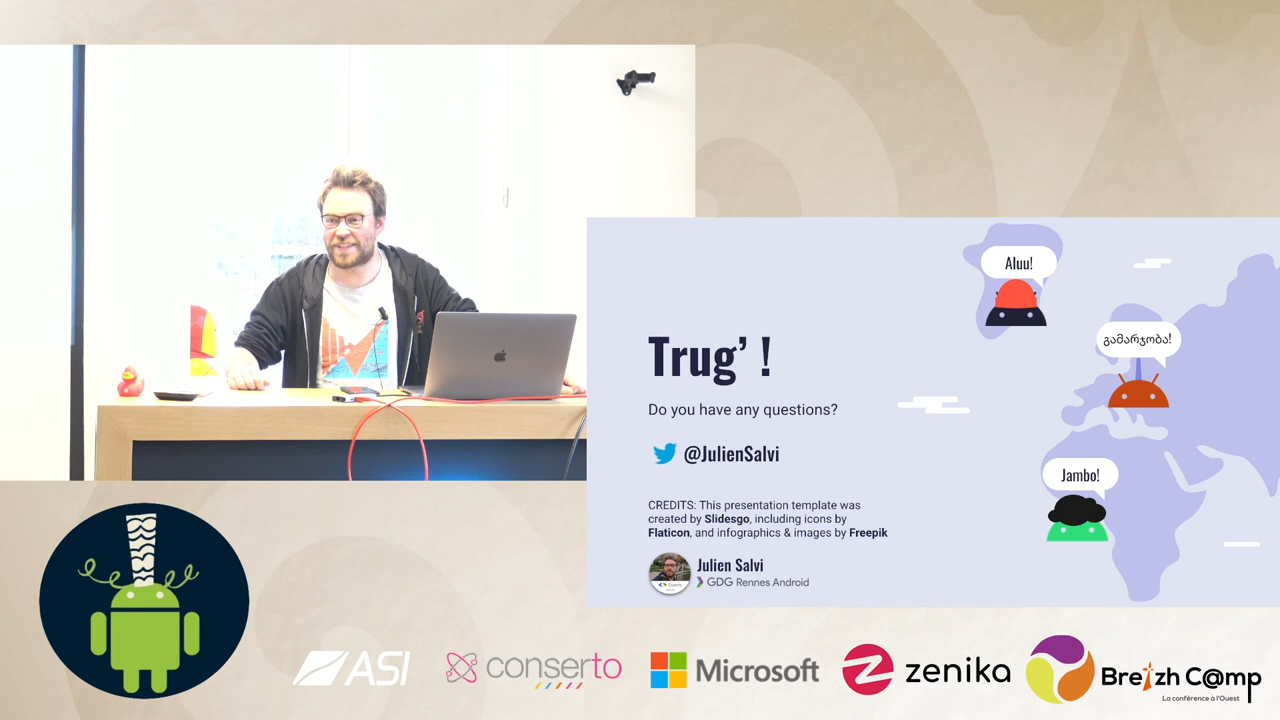 Aluu!
გამარჯობა!
Trug’ !
Do you have any questions?
@JulienSalvi
Jambo!
CREDITS: This presentation template was
created by Slidesgo, including icons by
Flaticon, and infographics & images by Freepik
Julien Salvi
GDG Rennes Android
ASI
conserto
Microsoft
zenika
Breizh C@mp
La conférence à l'Ouest